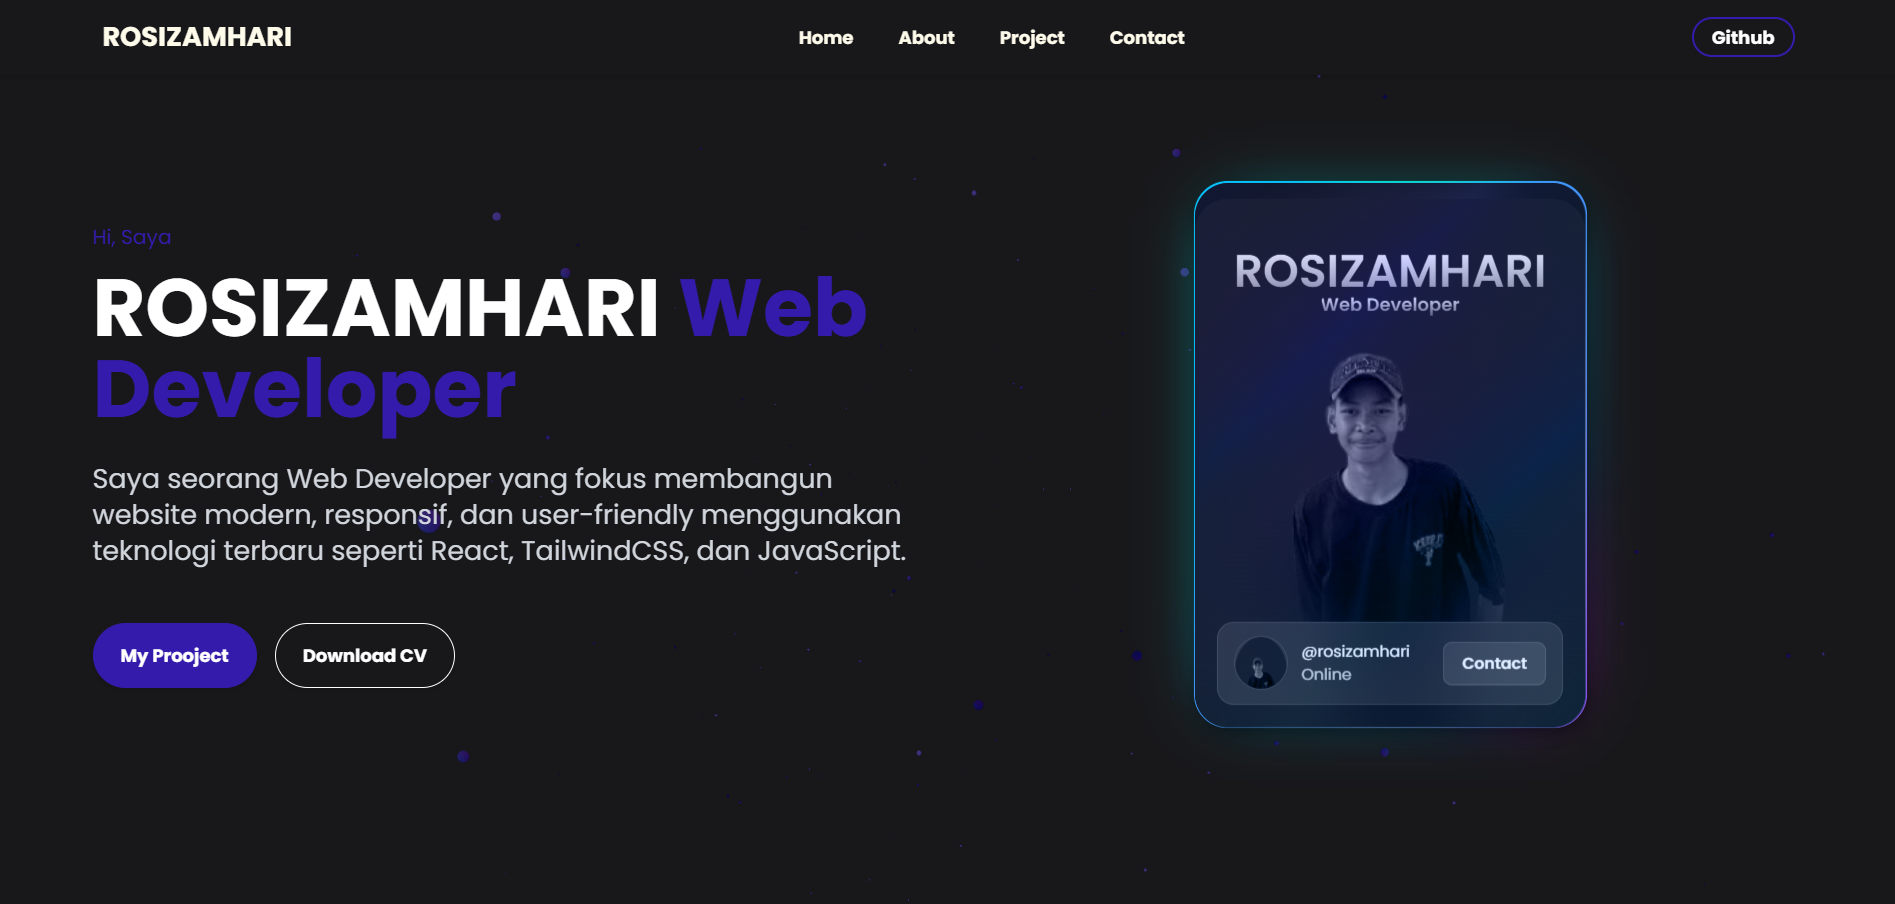 ROSIZAMHARI
Home
About
Project
Contact
Github
Hi, Saya
ROSIZAMHARI Web
Developer
Saya seorang Web Developer yang fokus membangun
website modern, responsif, dan user-friendly menggunakan
teknologi terbaru seperti React, TailwindCSS, dan JavaScript.
My Prooject
Download CV
ROSIZAMHARI
Web Developer
@rosizamhari
Online
Contact